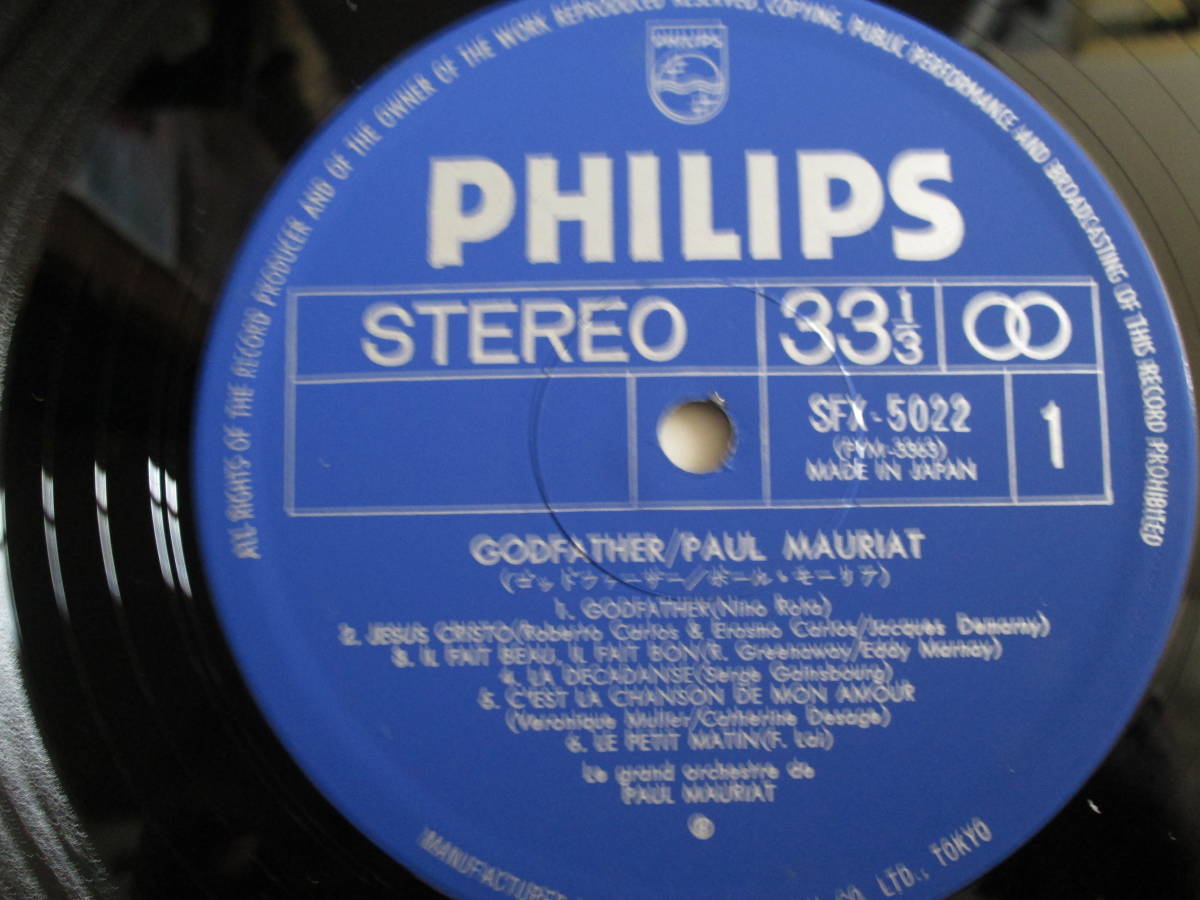 ALL RIGHTS OF THE RECORD PRODUCER AND OF THE OWNER OF THE WORK REPRODUCED RESERVED. COPYING, PUBLIC PERFORMANCE AND BROADCASTING OF THIS RECORD PROHIBITED
PHILIPS
PHILIPS
STEREO 33 1/3
SFX-5022 1
(PYM-3363)
MADE IN JAPAN
GODFATHER/PAUL MAURIAT
(ゴッドファーザー/ポール・モーリア)
1. GODFATHER(Nino Rota)
2. JESUS CRISTO(Roberto Carlos & Erasmo Carlos/Jacques Demarny)
3. IL FAIT BEAU, IL FAIT BON(R. Greenaway/Eddy Marnay)
4. LA DECADANSE(Serge Gainsbourg)
5. C'EST LA CHANSON DE MON AMOUR
(Veronique Muller/Catherine Desage)
6. LE PETIT MATIN(F. Lai)
Le grand orchestre de
PAUL MAURIAT
MANUFACTURED CO. LTD., TOKYO